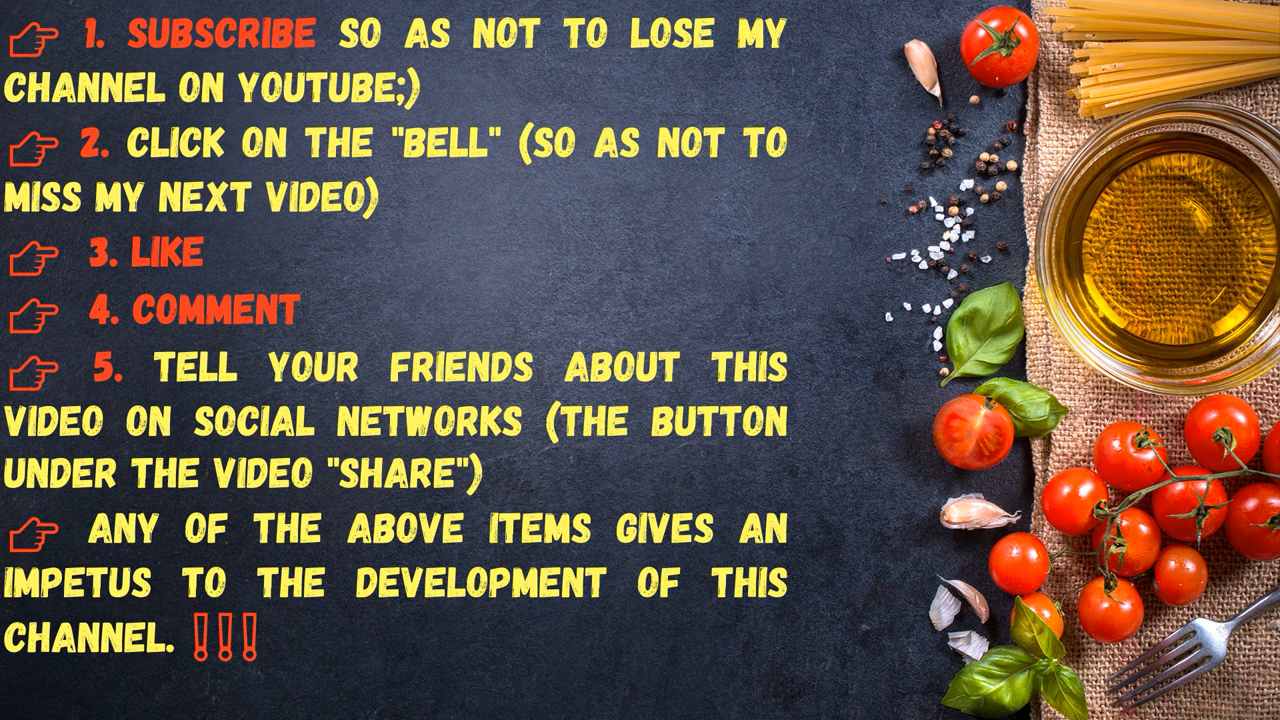 👉 1. SUBSCRIBE SO AS NOT TO LOSE MY
CHANNEL ON YOUTUBE;)
👉 2. CLICK ON THE "BELL" (SO AS NOT TO
MISS MY NEXT VIDEO)
👉 3. LIKE
👉 4. COMMENT
👉 5. TELL YOUR FRIENDS ABOUT THIS
VIDEO ON SOCIAL NETWORKS (THE BUTTON
UNDER THE VIDEO "SHARE")
👉 ANY OF THE ABOVE ITEMS GIVES AN
IMPETUS TO THE DEVELOPMENT OF THIS
CHANNEL. ❗❗❗